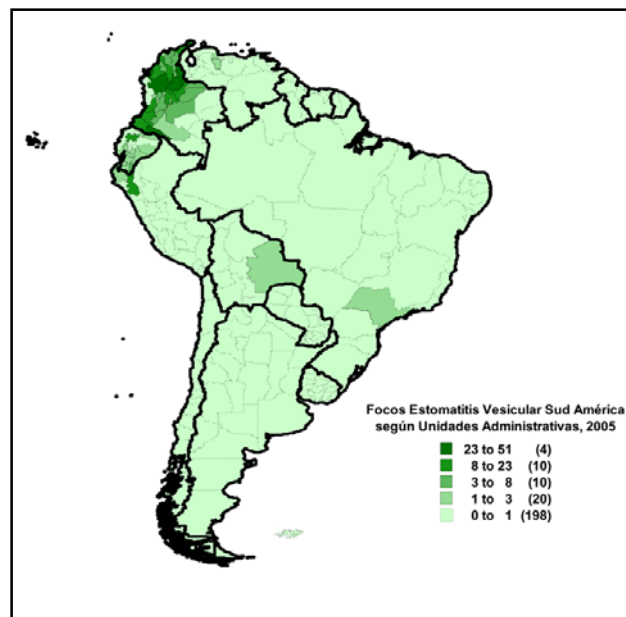 Focos Estomatitis Vesicular Sud América
según Unidades Administrativas, 2005
23 to 51 (4)
8 to 23 (10)
3 to 8 (10)
1 to 3 (20)
0 to 1 (198)